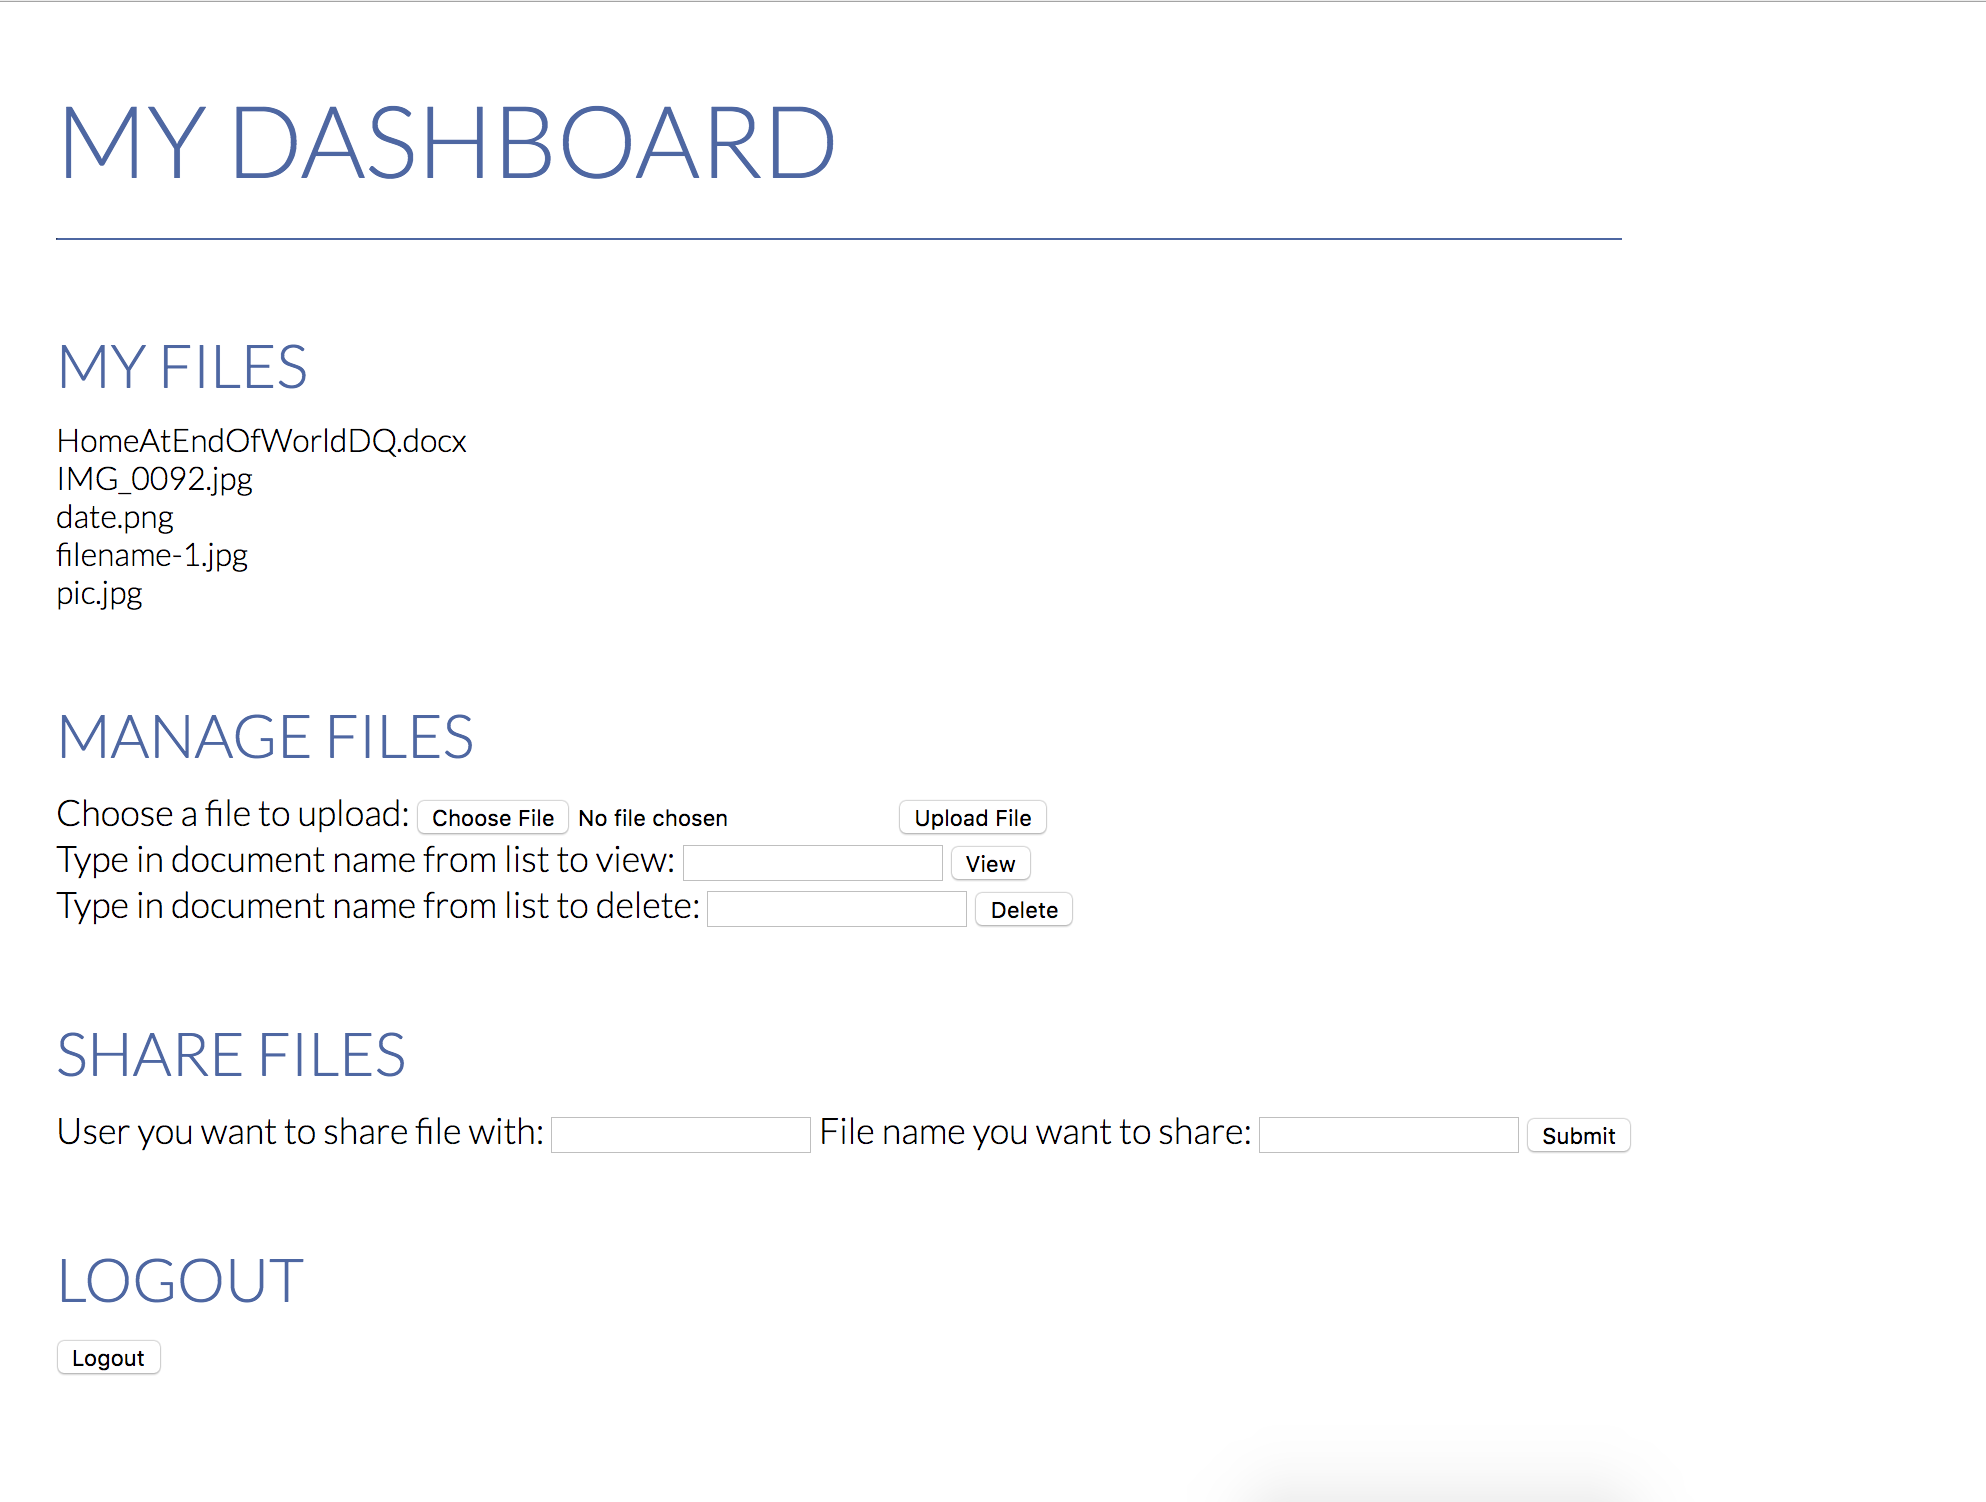 MY DASHBOARD
MY FILES
HomeAtEndOfWorldDQ.docx
IMG_0092.jpg
date.png
filename-1.jpg
pic.jpg
MANAGE FILES
Choose a file to upload: Choose File No file chosen Upload File
Type in document name from list to view: View
Type in document name from list to delete: Delete
SHARE FILES
User you want to share file with: File name you want to share: Submit
LOGOUT
Logout